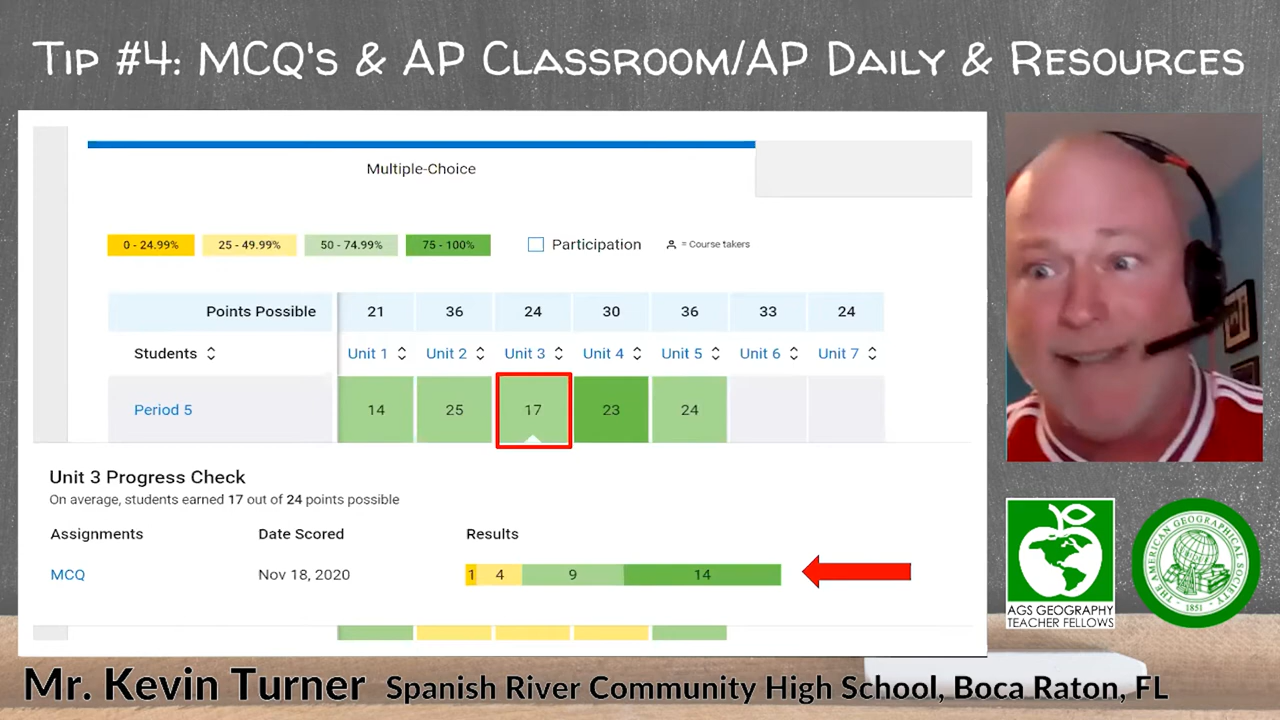 Tip #4: MCQ's & AP Classroom/AP Daily & Resources
Multiple-Choice
0 - 24.99% 25 - 49.99% 50 - 74.99% 75 - 100% Participation = Course takers
Points Possible 21 36 24 30 36 33 24
Students Unit 1 Unit 2 Unit 3 Unit 4 Unit 5 Unit 6 Unit 7
Period 5 14 25 17 23 24
Unit 3 Progress Check
On average, students earned 17 out of 24 points possible
Assignments Date Scored Results
MCQ Nov 18, 2020 1 4 9 14
AGS GEOGRAPHY
TEACHER FELLOWS
THE AMERICAN GEOGRAPHICAL SOCIETY
1851
Mr. Kevin Turner Spanish River Community High School, Boca Raton, FL